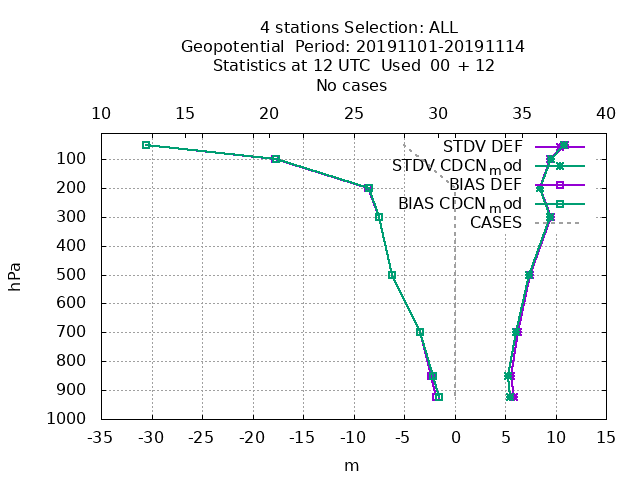 4 stations Selection: ALL
Geopotential  Period: 20191101-20191114
Statistics at 12 UTC  Used  00 + 12
No cases
10 15 20 25 30 35 40
STDV DEF
STDV CDCN_mod
BIAS DEF
BIAS CDCN_mod
CASES
hPa
100
200
300
400
500
600
700
800
900
1000
-35 -30 -25 -20 -15 -10 -5 0 5 10 15
m